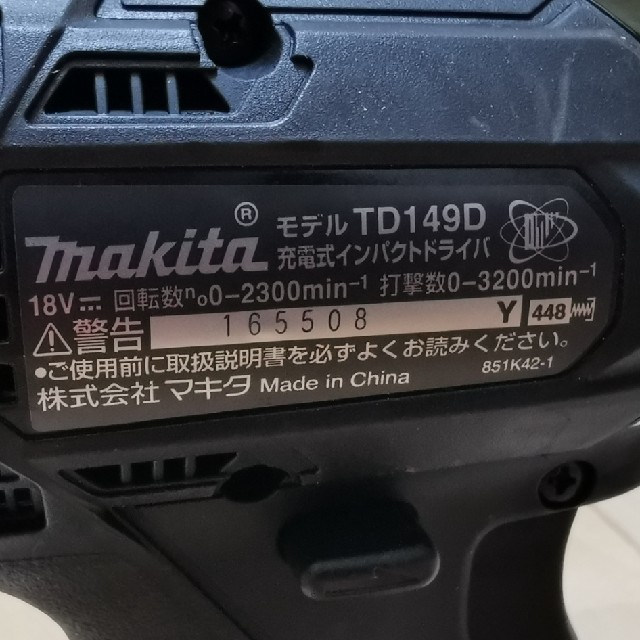 makita® モデル TD149D
充電式インパクトドライバ
18V⎓ 回転数n₀0-2300min⁻¹ 打撃数0-3200min⁻¹
⚠警告 165508 Y 448
•ご使用前に取扱説明書を必ずよくお読みください。
851K42-1
株式会社 マキタ Made in China